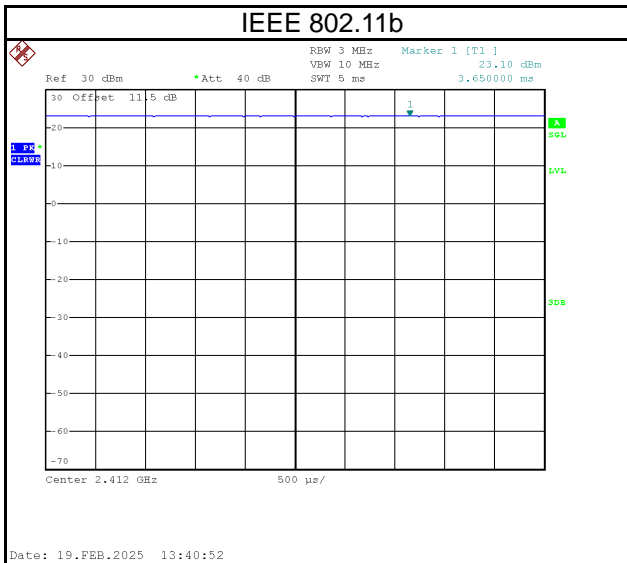 IEEE 802.11b
R S
RBW 3 MHz Marker 1 [T1 ]
VBW 10 MHz 23.10 dBm
Ref 30 dBm *Att 40 dB SWT 5 ms 3.650000 ms
30 Offset 11.5 dB
1
A
SGL
20
1 PK *
CLRWR
10
LVL
0
-10
-20
3DB
-30
-40
-50
-60
-70
Center 2.412 GHz 500 µs/
Date: 19.FEB.2025 13:40:52